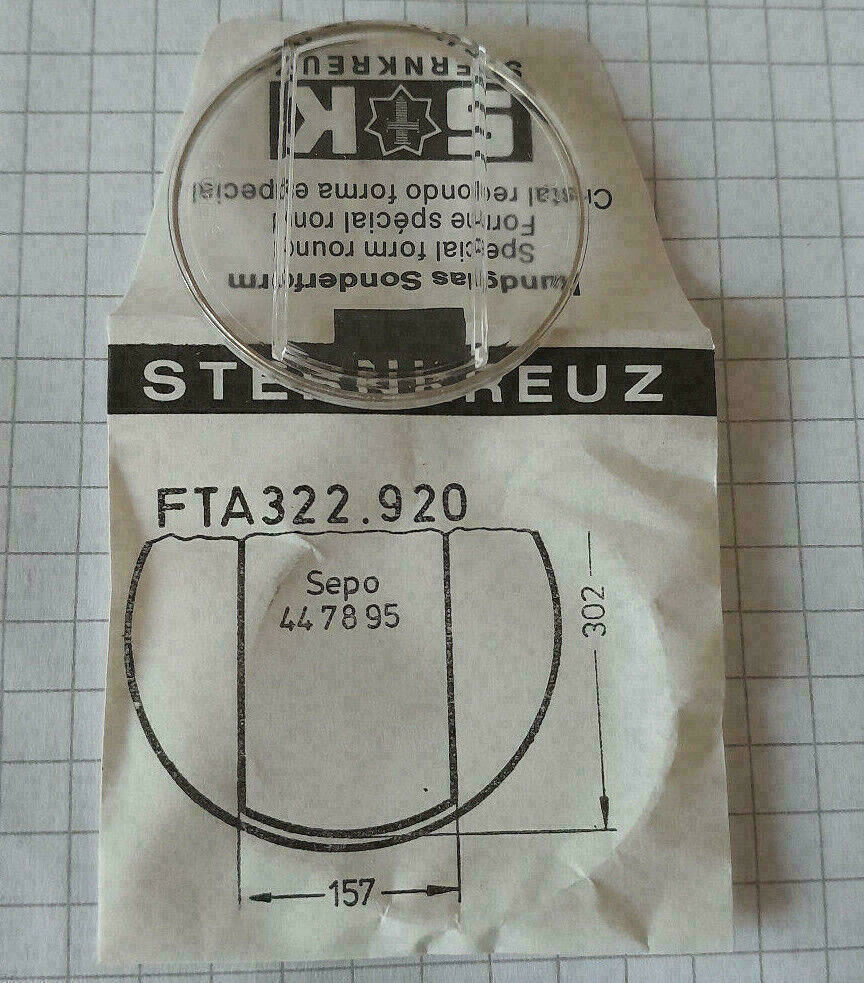 Rundglas Sonderform
Special form round
Forme spécial rond
Cristal redondo forma especial
S K
STERNKREUZ
STERNKREUZ
FTA322.920
Sepo
447895
302
157